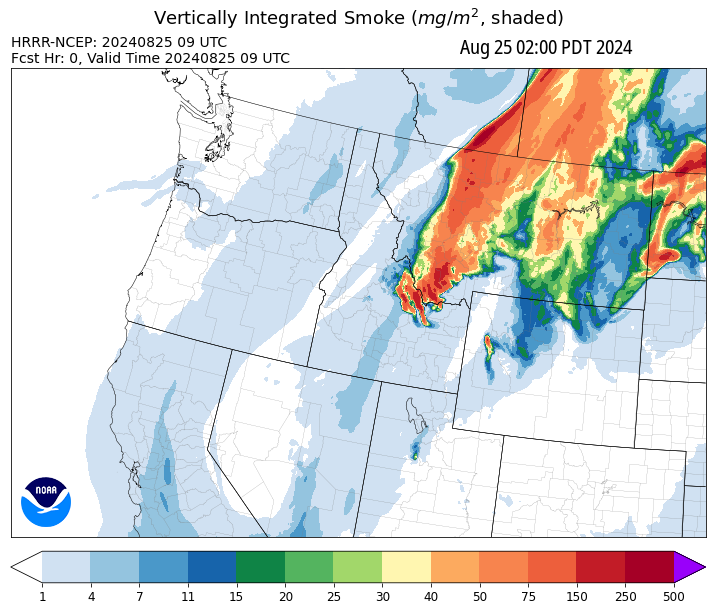 Vertically Integrated Smoke (mg/m², shaded)
HRRR-NCEP: 20240825 09 UTC
Fcst Hr: 0, Valid Time 20240825 09 UTC
Aug 25 02:00 PDT 2024
NOAA
1 4 7 11 15 20 25 30 40 50 75 150 250 500